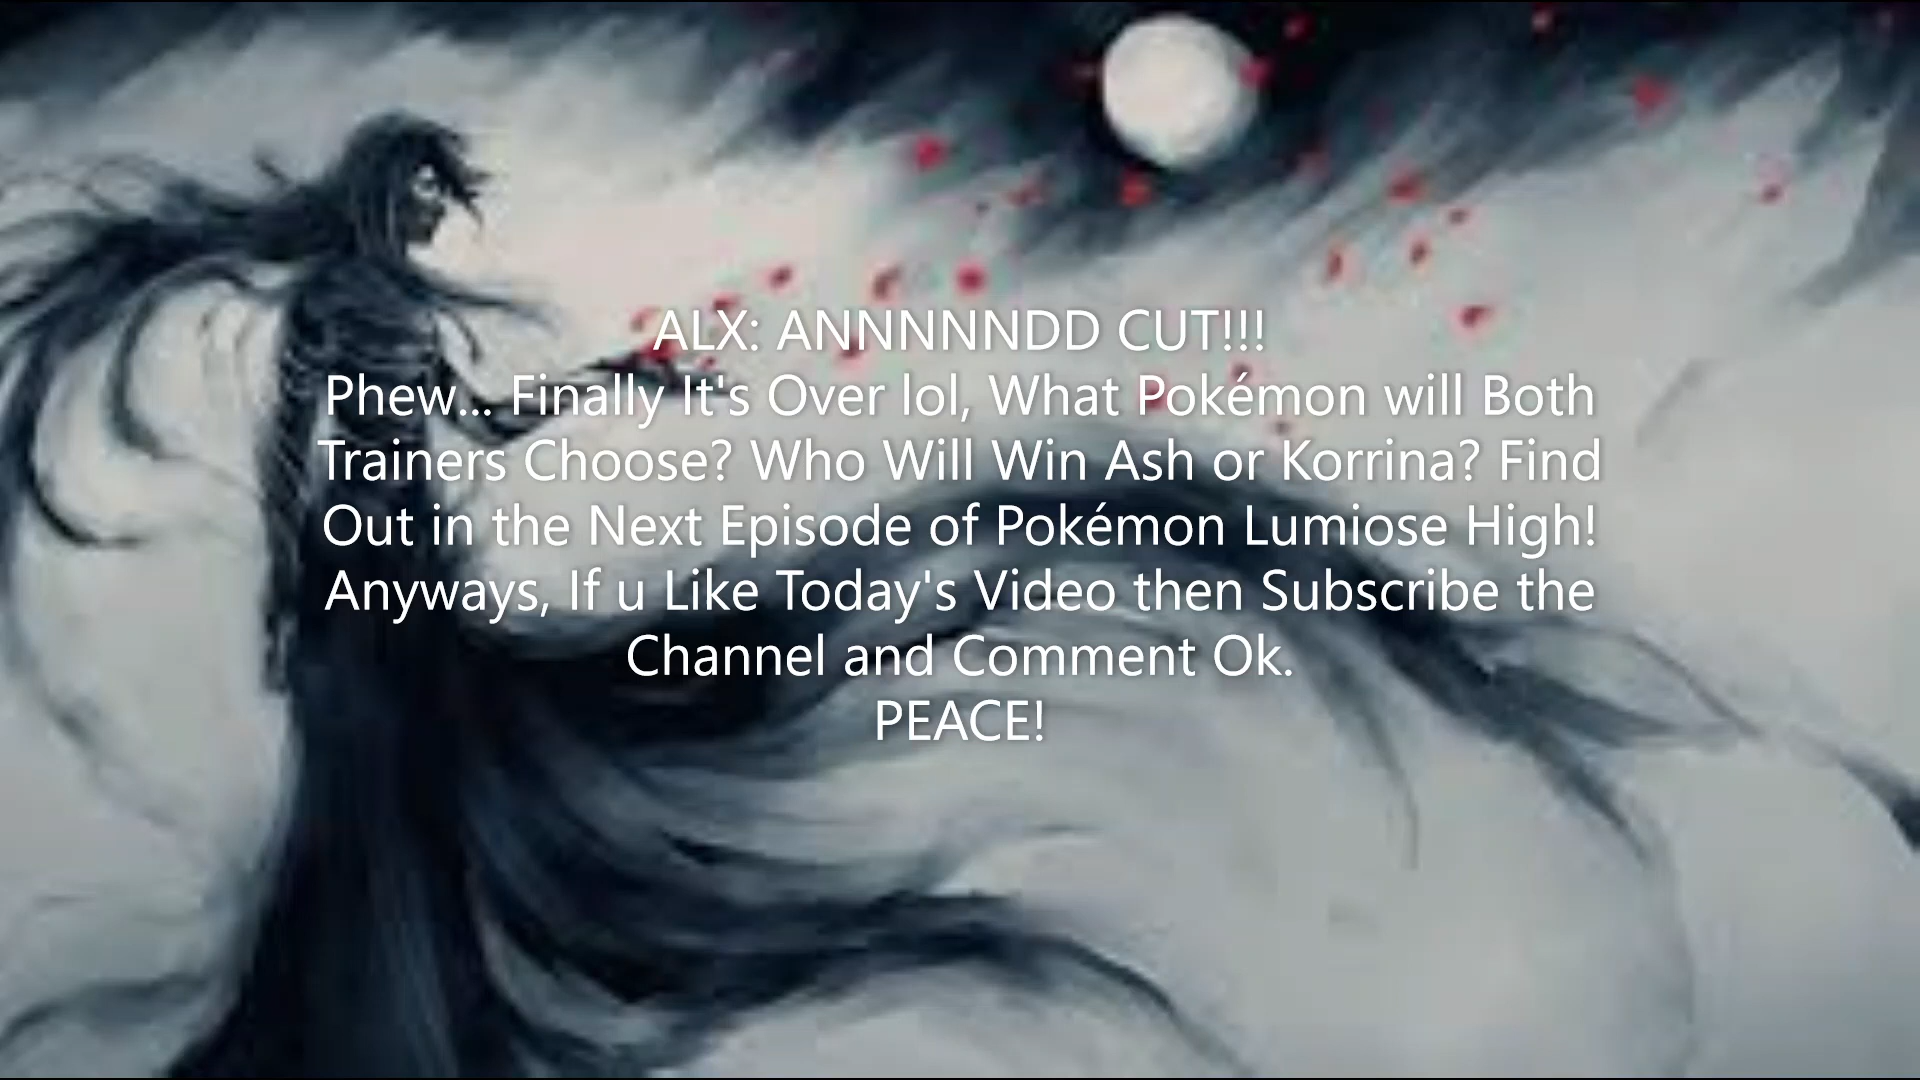 ALX: ANNNNNDD CUT!!!
Phew... Finally It's Over lol, What Pokémon will Both
Trainers Choose? Who Will Win Ash or Korrina? Find
Out in the Next Episode of Pokémon Lumiose High!
Anyways, If u Like Today's Video then Subscribe the
Channel and Comment Ok.
PEACE!